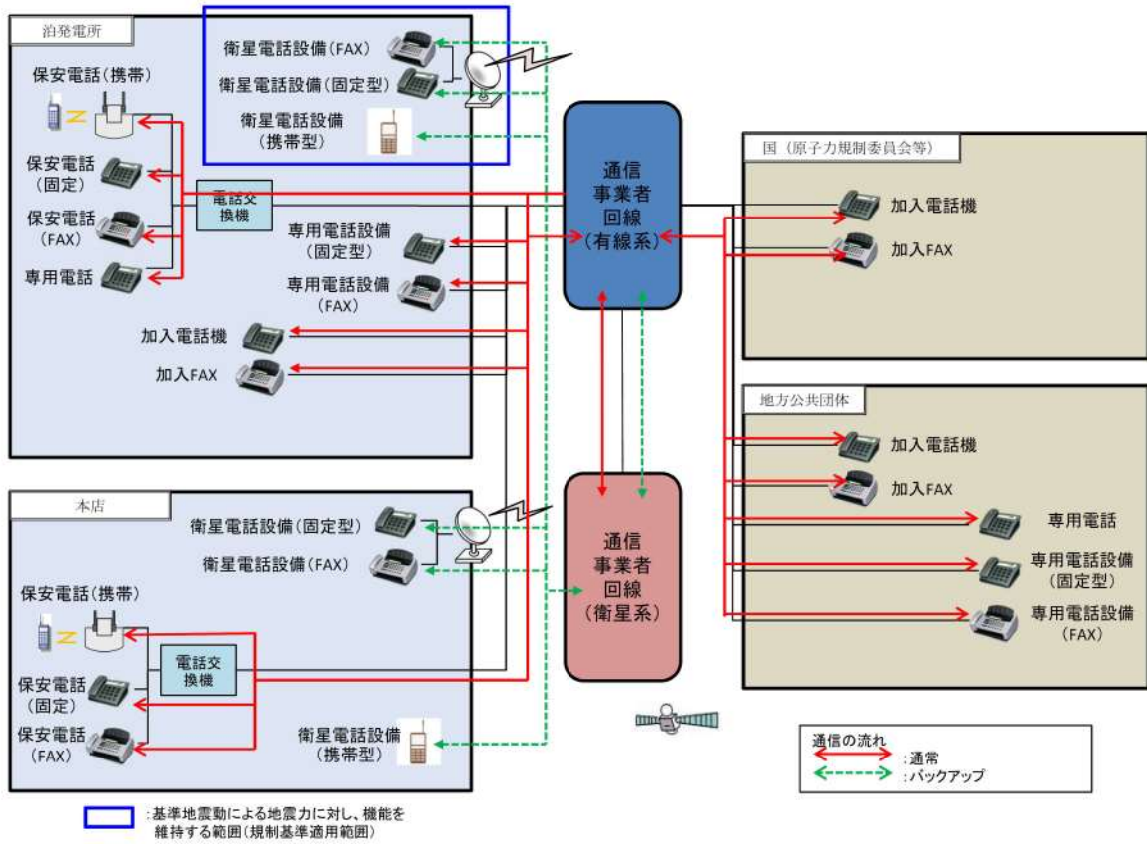 泊発電所
衛星電話設備(FAX)
衛星電話設備(固定型)
衛星電話設備
(携帯型)
保安電話(携帯)
保安電話
(固定)
保安電話
(FAX)
専用電話
電話交
換機
専用電話設備
(固定型)
専用電話設備
(FAX)
加入電話機
加入FAX
本店
衛星電話設備(固定型)
衛星電話設備(FAX)
保安電話(携帯)
電話交
換機
保安電話
(固定)
保安電話
(FAX)
衛星電話設備
(携帯型)
通信
事業者
回線
(有線系)
通信
事業者
回線
(衛星系)
国(原子力規制委員会等)
加入電話機
加入FAX
地方公共団体
加入電話機
加入FAX
専用電話
専用電話設備
(固定型)
専用電話設備
(FAX)
通信の流れ
:通常
:バックアップ
:基準地震動による地震力に対し、機能を
維持する範囲(規制基準適用範囲)